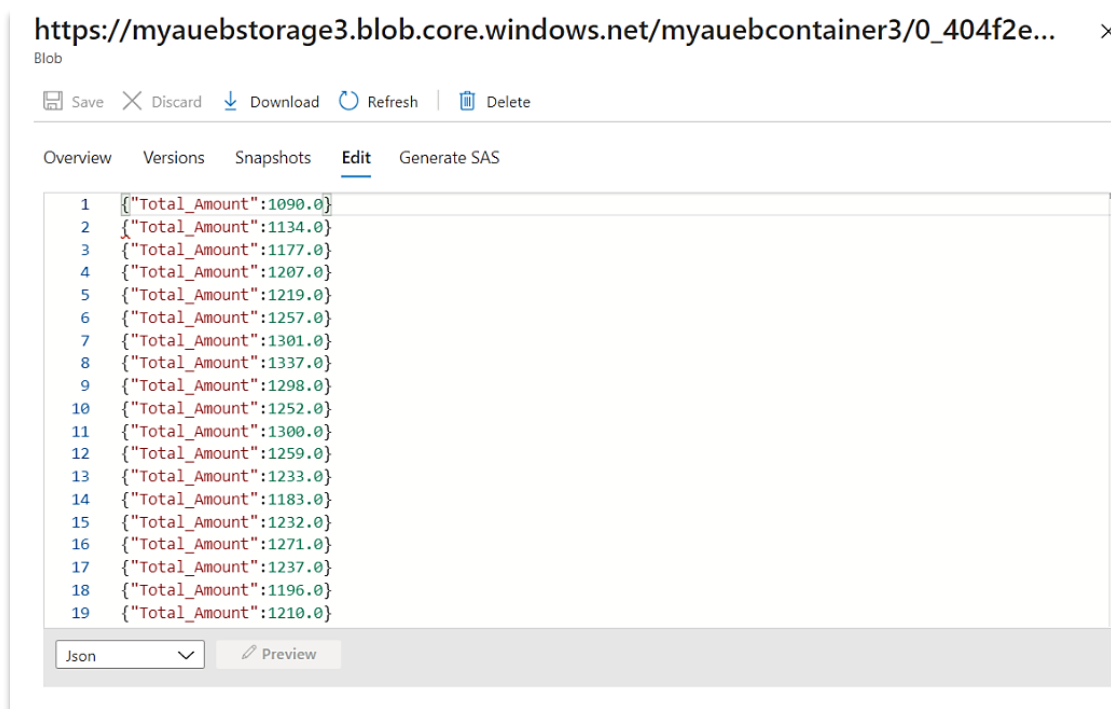 https://myauebstorage3.blob.core.windows.net/myauebcontainer3/0_404f2e...
Blob
Save Discard Download Refresh Delete
Overview Versions Snapshots Edit Generate SAS
1 {"Total_Amount":1090.0}
2 {"Total_Amount":1134.0}
3 {"Total_Amount":1177.0}
4 {"Total_Amount":1207.0}
5 {"Total_Amount":1219.0}
6 {"Total_Amount":1257.0}
7 {"Total_Amount":1301.0}
8 {"Total_Amount":1337.0}
9 {"Total_Amount":1298.0}
10 {"Total_Amount":1252.0}
11 {"Total_Amount":1300.0}
12 {"Total_Amount":1259.0}
13 {"Total_Amount":1233.0}
14 {"Total_Amount":1183.0}
15 {"Total_Amount":1232.0}
16 {"Total_Amount":1271.0}
17 {"Total_Amount":1237.0}
18 {"Total_Amount":1196.0}
19 {"Total_Amount":1210.0}
Json Preview